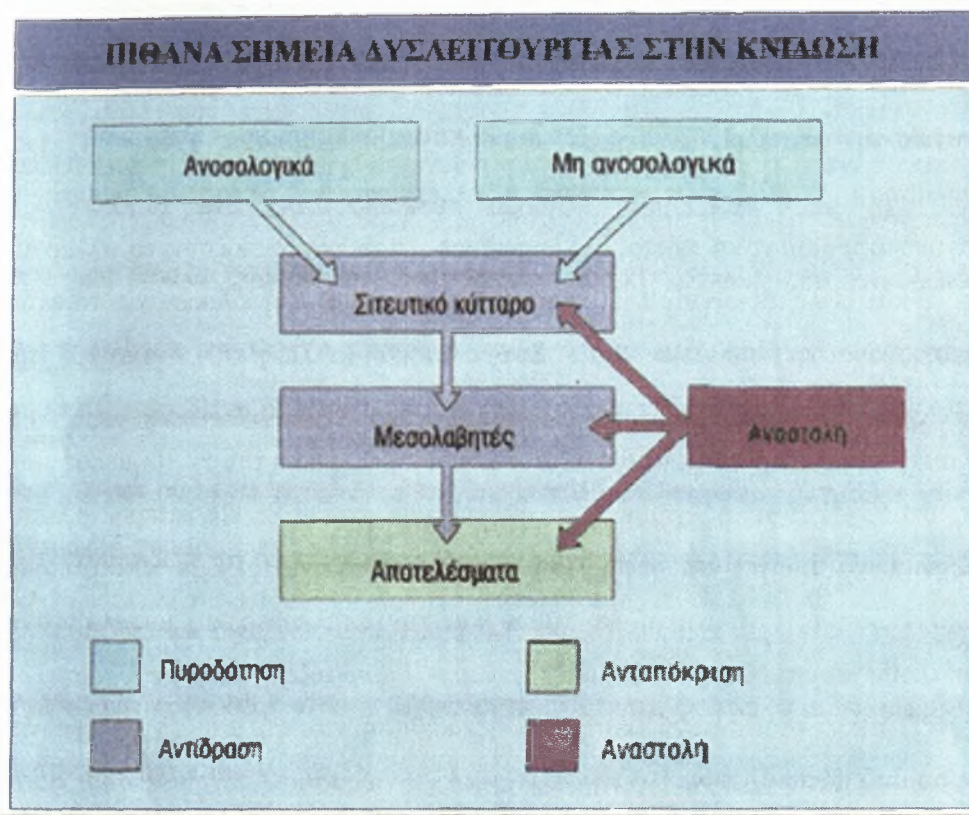 ΠΙΘΑΝΑ ΣΗΜΕΙΑ ΔΥΣΛΕΙΤΟΥΡΓΙΑΣ ΣΤΗΝ ΚΝΙΔΩΣΗ
Ανοσολογικά
Μη ανοσολογικά
Σιτευτικό κύτταρο
Μεσολαβητές
Αναστολή
Αποτελέσματα
Πυροδότηση
Ανταπόκριση
Αντίδραση
Αναστολή